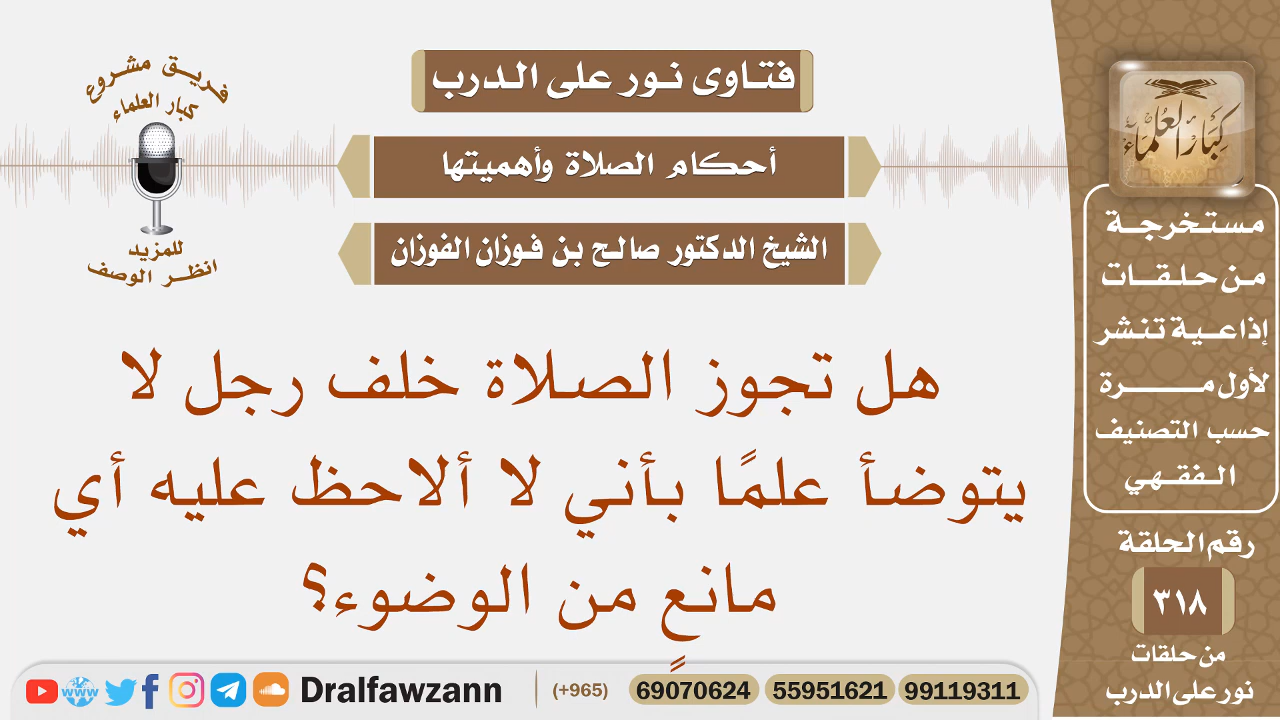 فتاوى نور على الدرب
أحكام الصلاة وأهميتها
الشيخ الدكتور صالح بن فوزان الفوزان
فريق مشروع
كبار العلماء
للمزيد
انظر الوصف
هل تجوز الصلاة خلف رجل لا
يتوضأ علمًا بأني لا ألاحظ عليه أي
مانعٍ من الوضوء؟
كبار العلماء
مستخرجة
من حلقات
إذاعية تنشر
لأول مرة
حسب التصنيف
الفقهي
رقم الحلقة
٣١٨
من حلقات
نور على الدرب
www
Dralfawzann
(+965) 69070624 55951621 99119311